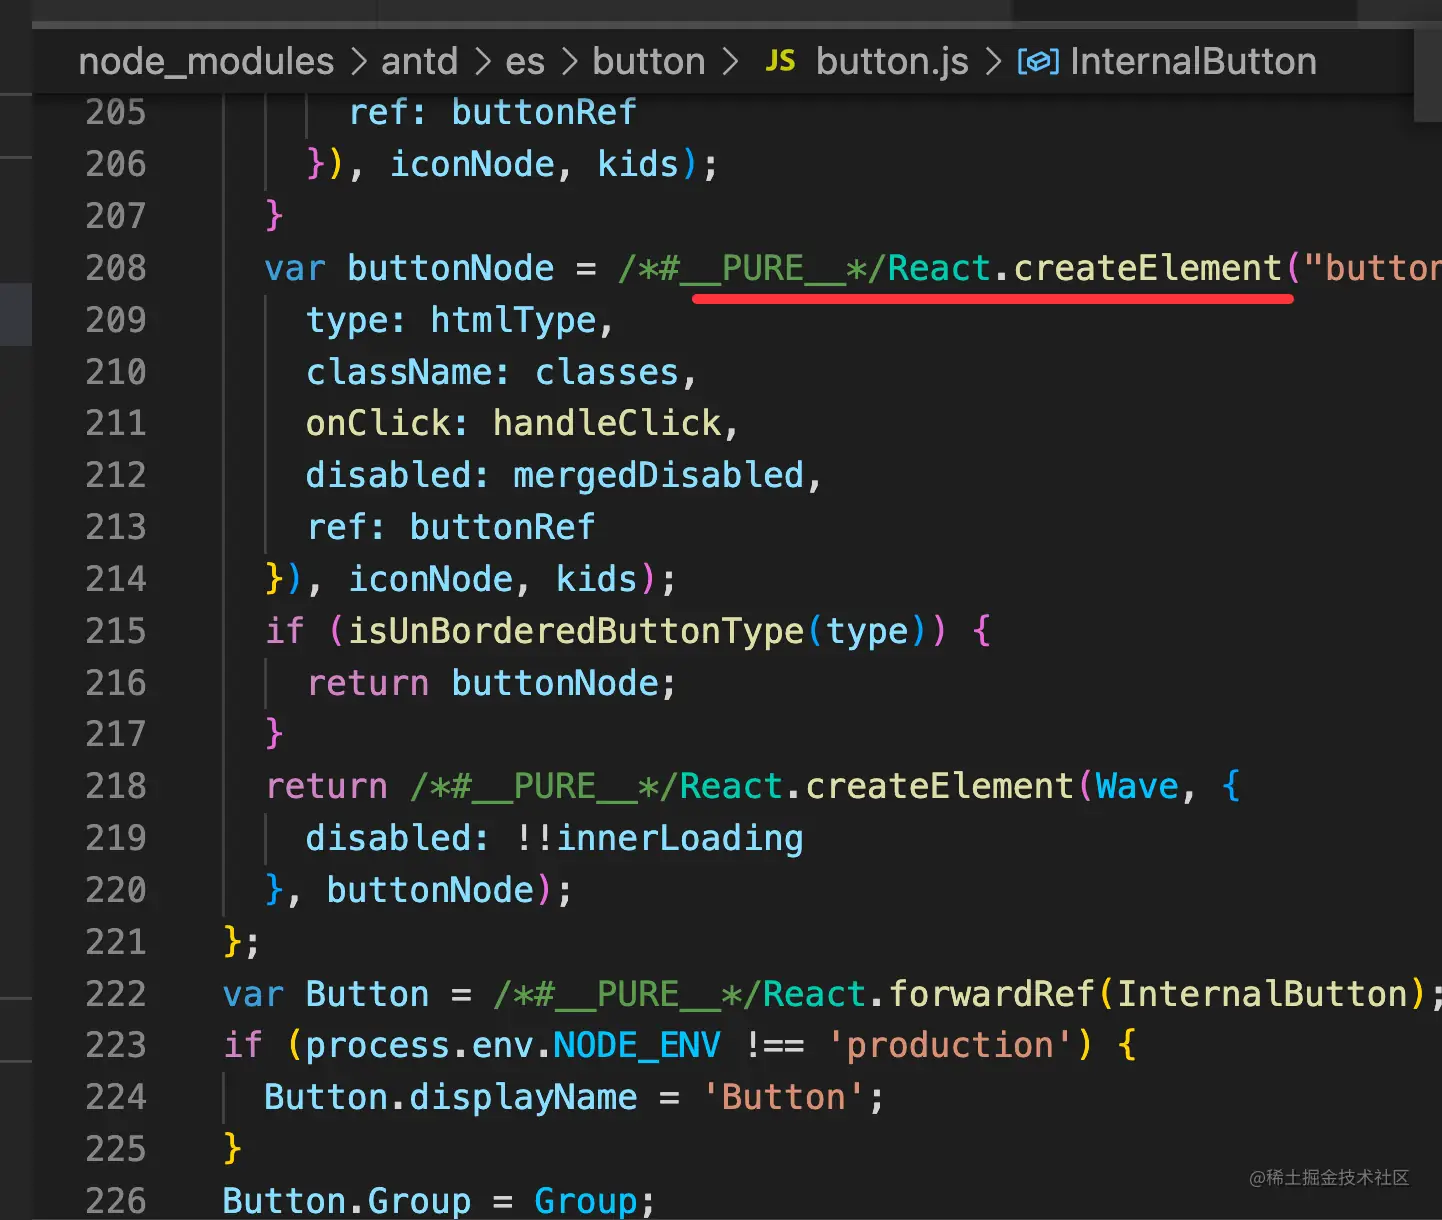 node_modules > antd > es > button > JS button.js > InternalButton
205 ref: buttonRef
206 }), iconNode, kids);
207 }
208 var buttonNode = /*#__PURE__*/React.createElement("button
209 type: htmlType,
210 className: classes,
211 onClick: handleClick,
212 disabled: mergedDisabled,
213 ref: buttonRef
214 }), iconNode, kids);
215 if (isUnBorderedButtonType(type)) {
216 return buttonNode;
217 }
218 return /*#__PURE__*/React.createElement(Wave, {
219 disabled: !!innerLoading
220 }, buttonNode);
221 };
222 var Button = /*#__PURE__*/React.forwardRef(InternalButton);
223 if (process.env.NODE_ENV !== 'production') {
224 Button.displayName = 'Button';
225 }
226 Button.Group = Group;
@稀土掘金技术社区